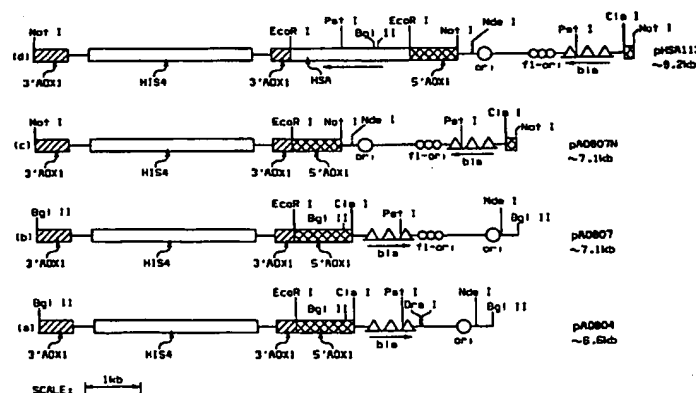 Pst I EcoR I Cla I
Not I EcoR I Bgl II Not I Nde I Pst I Not I
(d) pHSA113
3'AOX1 HIS4 3'AOX1 HSA 5'AOX1 ori f1-ori bla ~9.2kb
Not I EcoR I Not I Nde I Pst I Cla I Not I
(c) pAO807N
3'AOX1 HIS4 3'AOX1 5'AOX1 ori f1-ori bla ~7.1kb
Bgl II EcoR I Bgl II Cla I Pst I Nde I Bgl II
(b) pAO807
3'AOX1 HIS4 3'AOX1 5'AOX1 bla f1-ori ori ~7.1kb
Bgl II EcoR I Bgl II Cla I Pst I Dra I Nde I Bgl II
(a) pAO804
3'AOX1 HIS4 3'AOX1 5'AOX1 bla ori ~6.6kb
SCALE: 1kb